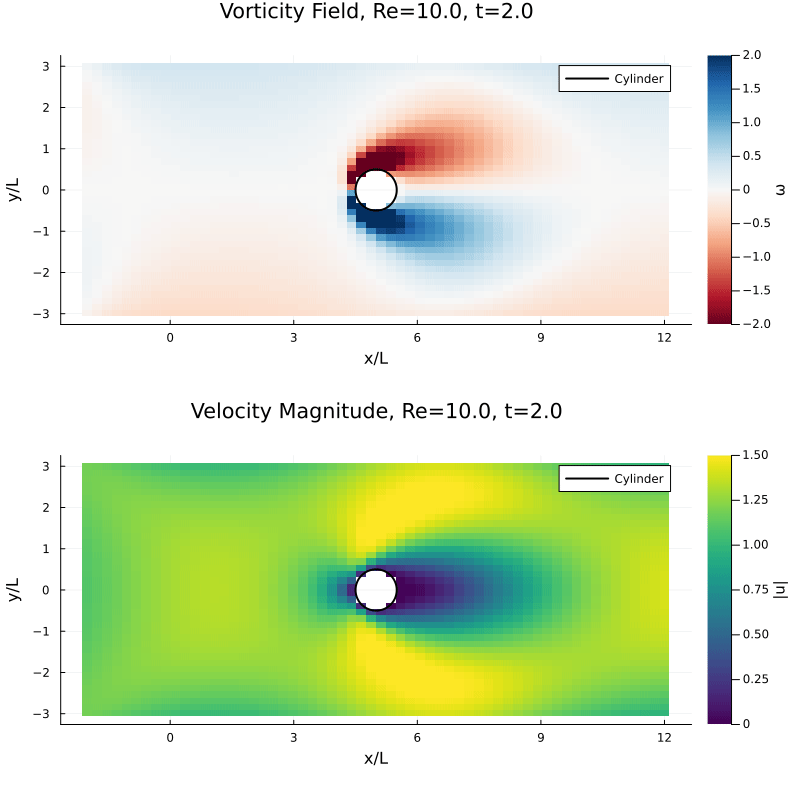 Vorticity Field, Re=10.0, t=2.0
Cylinder
3
2
1
0
−1
−2
−3
y/L
0 3 6 9 12
x/L
2.0
1.5
1.0
0.5
0
−0.5
−1.0
−1.5
−2.0
ω
Velocity Magnitude, Re=10.0, t=2.0
Cylinder
3
2
1
0
−1
−2
−3
y/L
0 3 6 9 12
x/L
1.50
1.25
1.00
0.75
0.50
0.25
0
|u|